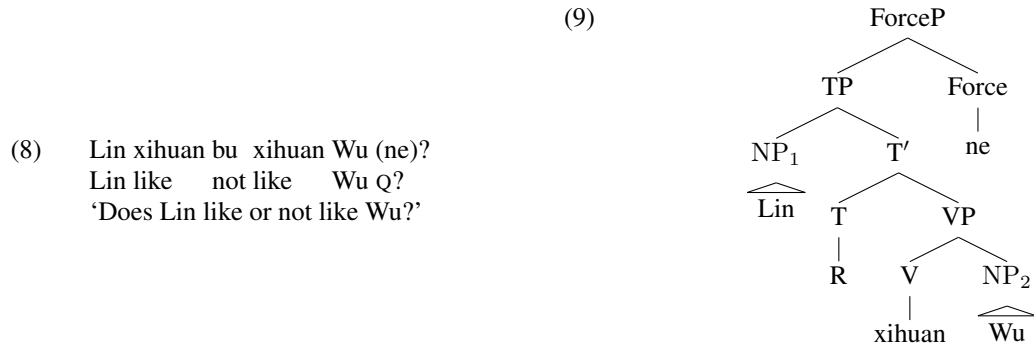 (8) Lin xihuan bu xihuan Wu (ne)?
Lin like not like Wu Q?
‘Does Lin like or not like Wu?’
(9)
ForceP
TP Force
NP₁ T′ ne
Lin T VP
R V NP₂
xihuan Wu